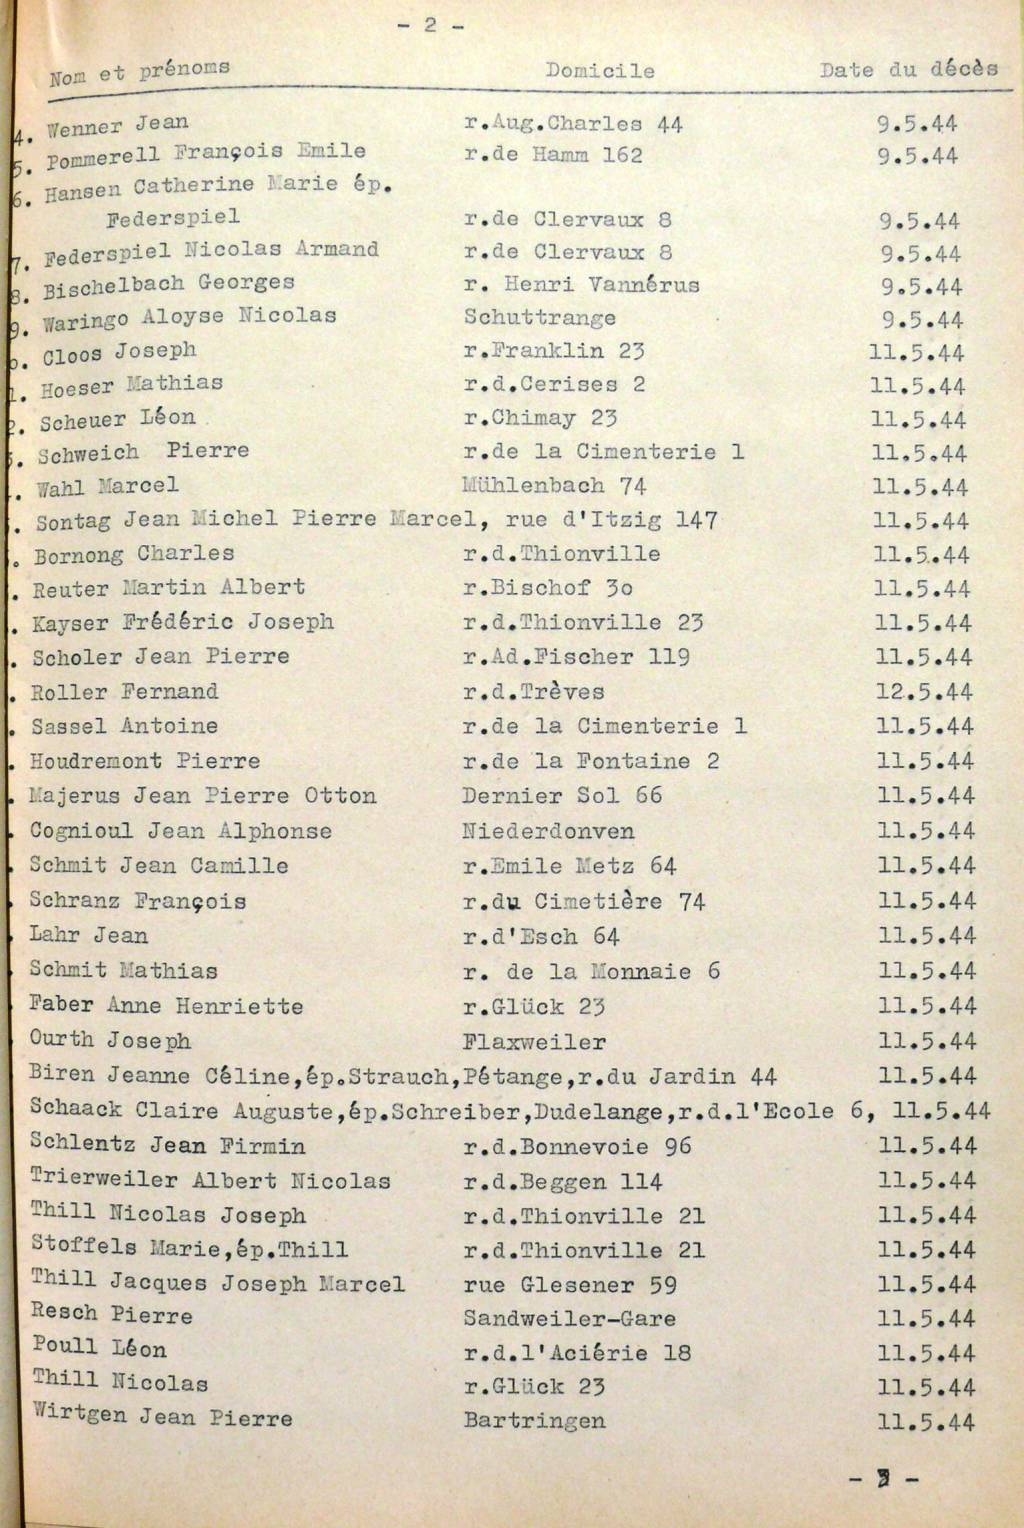 - 2 -
Nom et prénoms Domicile Date du décès
4. Wenner Jean r.Aug.Charles 44 9.5.44
5. Pommerell François Emile r.de Hamm 162 9.5.44
6. Hansen Catherine Marie ép.
Federspiel r.de Clervaux 8 9.5.44
7. Federspiel Nicolas Armand r.de Clervaux 8 9.5.44
8. Bischelbach Georges r. Henri Vannérus 9.5.44
9. Waringo Aloyse Nicolas Schuttrange 9.5.44
o. Cloos Joseph r.Franklin 23 11.5.44
1. Hoeser Mathias r.d.Cerises 2 11.5.44
2. Scheuer Léon r.Chimay 23 11.5.44
. Schweich Pierre r.de la Cimenterie 1 11.5.44
. Wahl Marcel Mühlenbach 74 11.5.44
. Sontag Jean Michel Pierre Marcel, rue d'Itzig 147 11.5.44
. Bornong Charles r.d.Thionville 11.5.44
. Reuter Martin Albert r.Bischof 3o 11.5.44
. Kayser Frédéric Joseph r.d.Thionville 23 11.5.44
. Scholer Jean Pierre r.Ad.Fischer 119 11.5.44
. Roller Fernand r.d.Trèves 12.5.44
. Sassel Antoine r.de la Cimenterie 1 11.5.44
. Houdremont Pierre r.de la Fontaine 2 11.5.44
. Majerus Jean Pierre Otton Dernier Sol 66 11.5.44
. Cognioul Jean Alphonse Niederdonven 11.5.44
. Schmit Jean Camille r.Emile Metz 64 11.5.44
. Schranz François r.du Cimetière 74 11.5.44
. Lahr Jean r.d'Esch 64 11.5.44
. Schmit Mathias r. de la Monnaie 6 11.5.44
Faber Anne Henriette r.Glück 23 11.5.44
Ourth Joseph Flaxweiler 11.5.44
Biren Jeanne Céline,ép.Strauch,Pétange,r.du Jardin 44 11.5.44
Schaack Claire Auguste,ép.Schreiber,Dudelange,r.d.l'Ecole 6, 11.5.44
Schlentz Jean Firmin r.d.Bonnevoie 96 11.5.44
Trierweiler Albert Nicolas r.d.Beggen 114 11.5.44
Thill Nicolas Joseph r.d.Thionville 21 11.5.44
Stoffels Marie,ép.Thill r.d.Thionville 21 11.5.44
Thill Jacques Joseph Marcel rue Glesener 59 11.5.44
Resch Pierre Sandweiler-Gare 11.5.44
Poull Léon r.d.l'Aciérie 18 11.5.44
Thill Nicolas r.Glück 23 11.5.44
Wirtgen Jean Pierre Bartringen 11.5.44
- 3 -